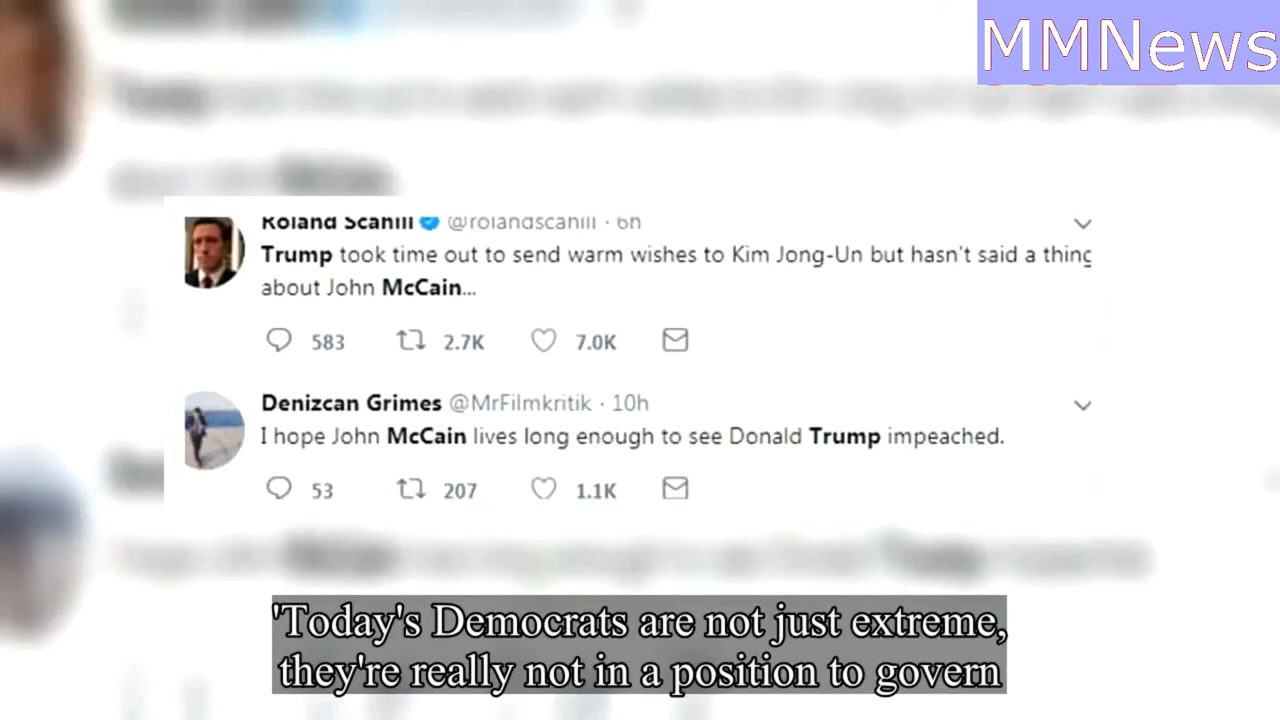 MMNews
Roland Scahill @rolandscahill · 6h
Trump took time out to send warm wishes to Kim Jong-Un but hasn't said a thing
about John McCain...
583 2.7K 7.0K
Denizcan Grimes @MrFilmkritik · 10h
I hope John McCain lives long enough to see Donald Trump impeached.
53 207 1.1K
'Today's Democrats are not just extreme,
they're really not in a position to govern